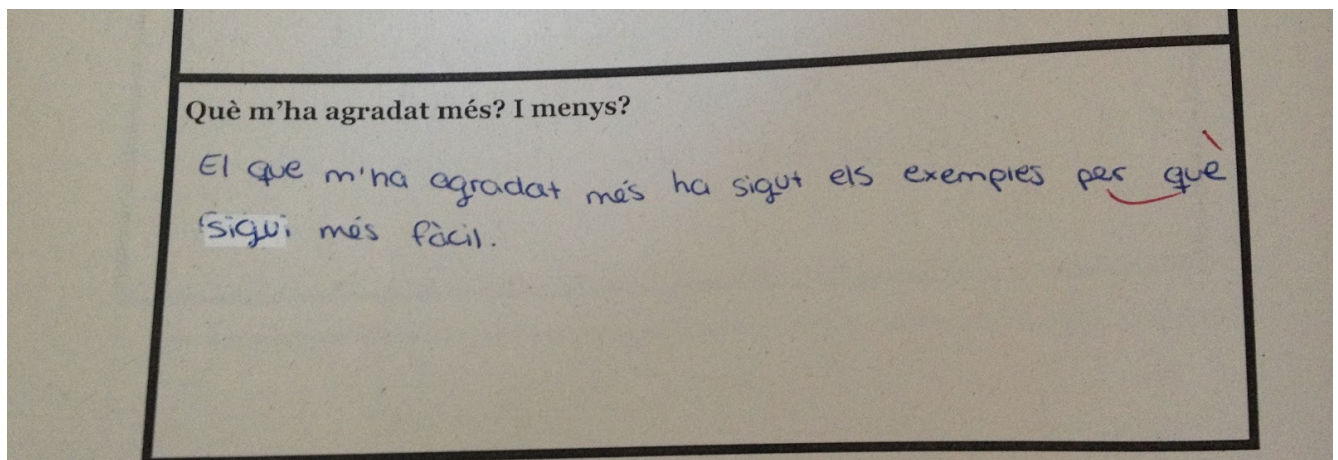 Què m'ha agradat més? I menys?
El que m'ha agradat més ha sigut els exemples per què
sigui més fàcil.